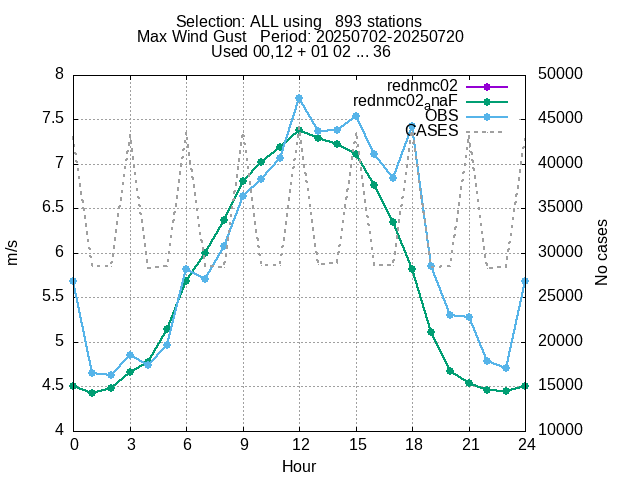 Selection: ALL using   893 stations
Max Wind Gust   Period: 20250702-20250720
Used 00,12 + 01 02 ... 36
rednmc02
rednmc02anaF
OBS
CASES
8
7.5
7
6.5
6
5.5
5
4.5
4
m/s
50000
45000
40000
35000
30000
25000
20000
15000
10000
No cases
0 3 6 9 12 15 18 21 24
Hour